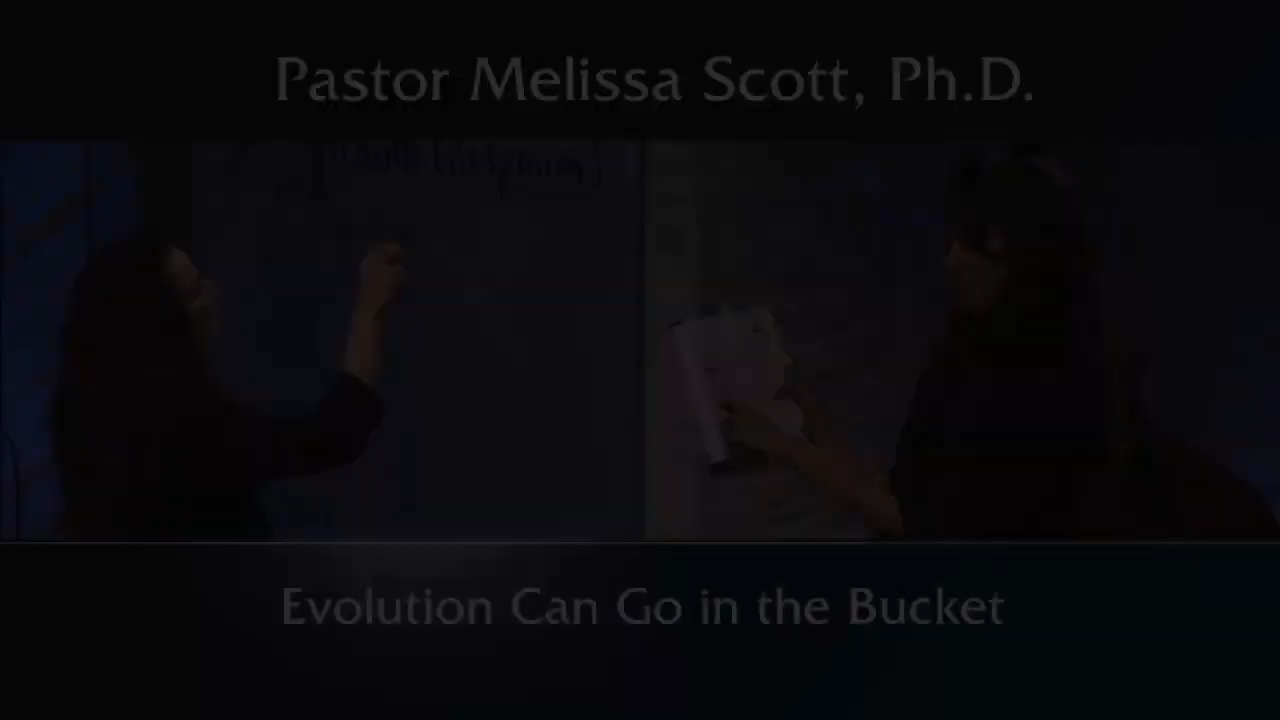 Pastor Melissa Scott, Ph.D.
Evolution Can Go in the Bucket